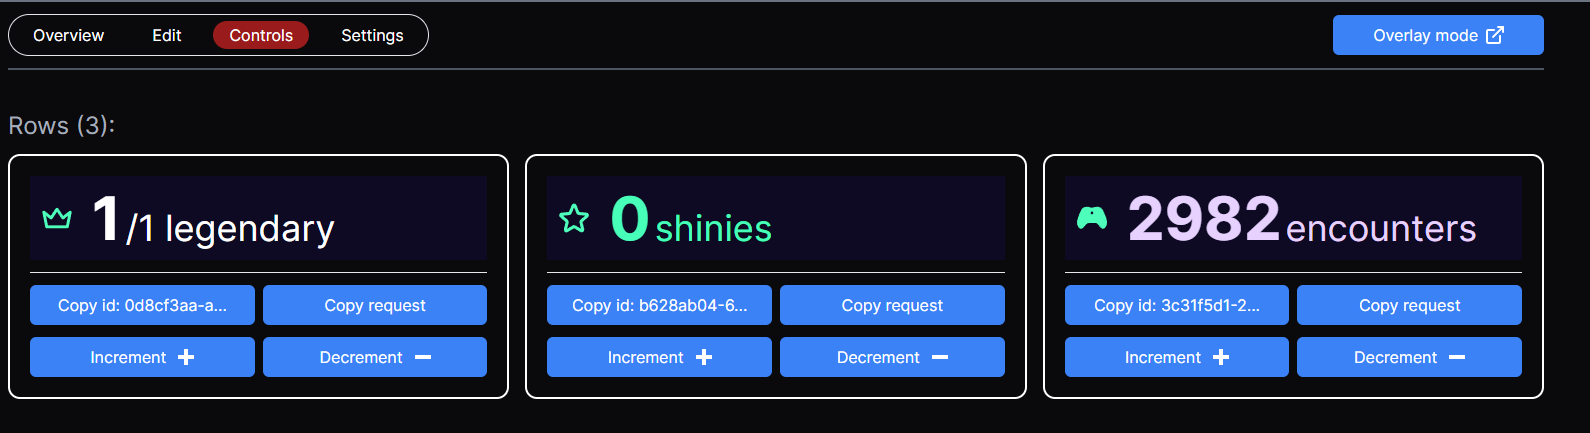 Overview Edit Controls Settings Overlay mode
Rows (3):
1/1 legendary
0 shinies
2982 encounters
Copy id: 0d8cf3aa-a... Copy request
Copy id: b628ab04-6... Copy request
Copy id: 3c31f5d1-2... Copy request
Increment Decrement
Increment Decrement
Increment Decrement